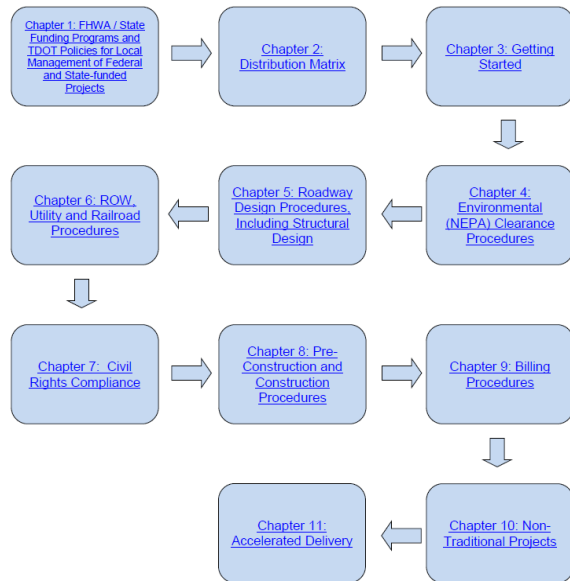 Chapter 1: FHWA / State
Funding Programs and
TDOT Policies for Local
Management of Federal
and State-funded
Projects
Chapter 2:
Distribution Matrix
Chapter 3: Getting
Started
Chapter 4:
Environmental
(NEPA) Clearance
Procedures
Chapter 5: Roadway
Design Procedures,
Including Structural
Design
Chapter 6: ROW,
Utility and Railroad
Procedures
Chapter 7:  Civil
Rights Compliance
Chapter 8: Pre-
Construction and
Construction
Procedures
Chapter 9: Billing
Procedures
Chapter 10: Non-
Traditional Projects
Chapter 11:
Accelerated Delivery